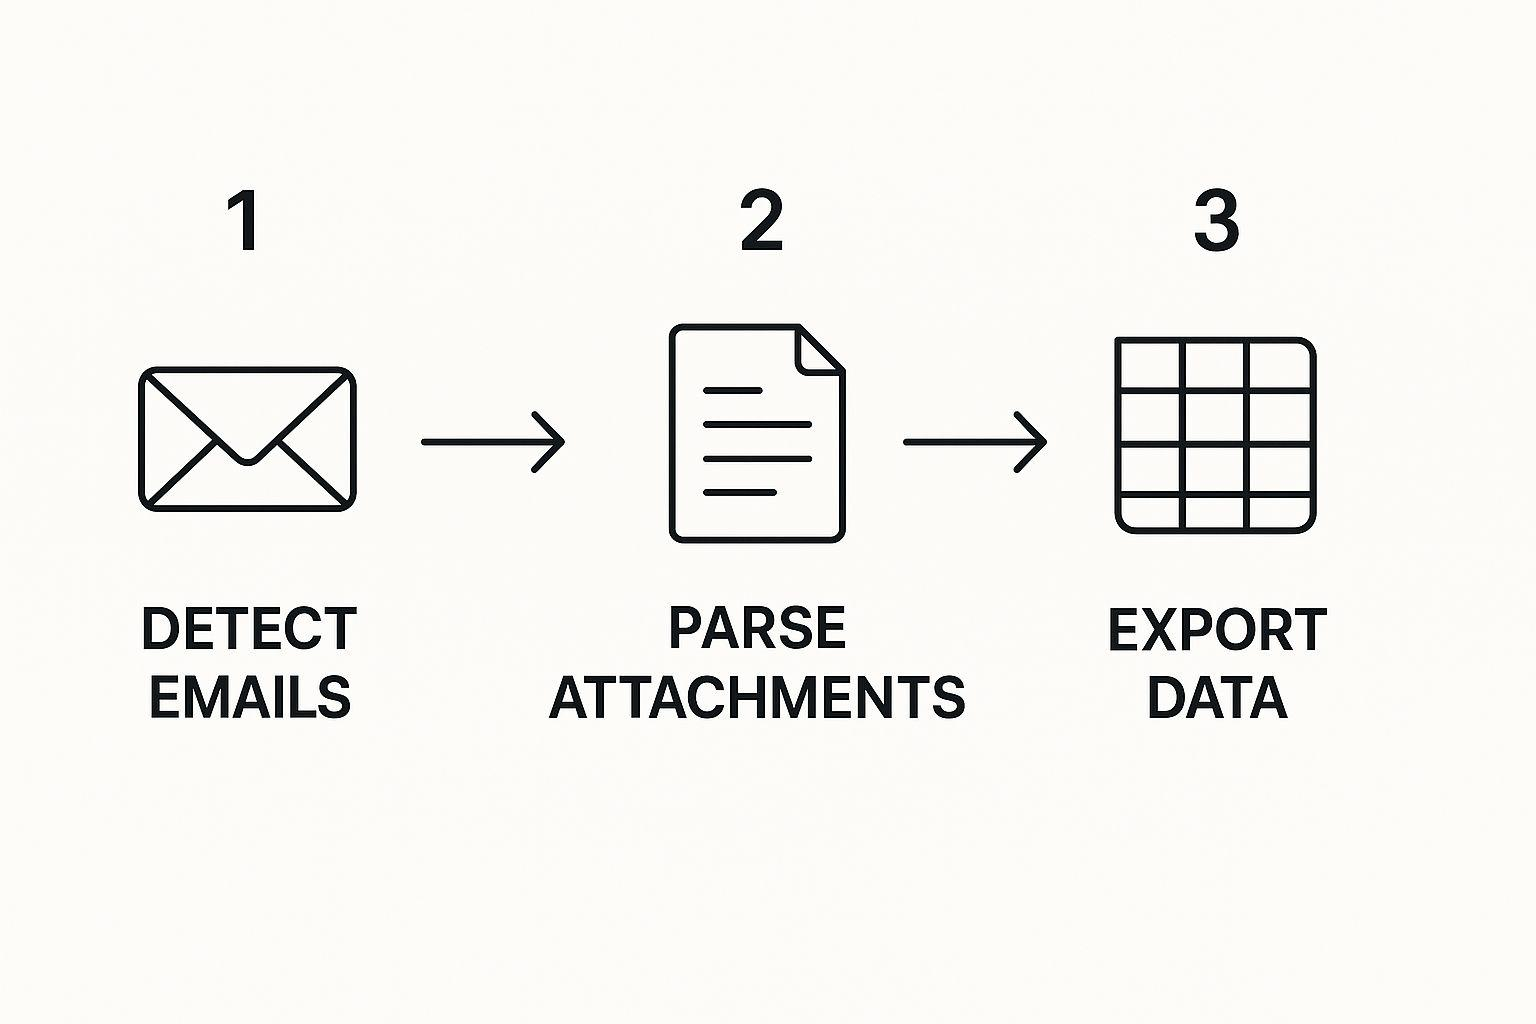 1
2
3
DETECT
EMAILS
PARSE
ATTACHMENTS
EXPORT
DATA